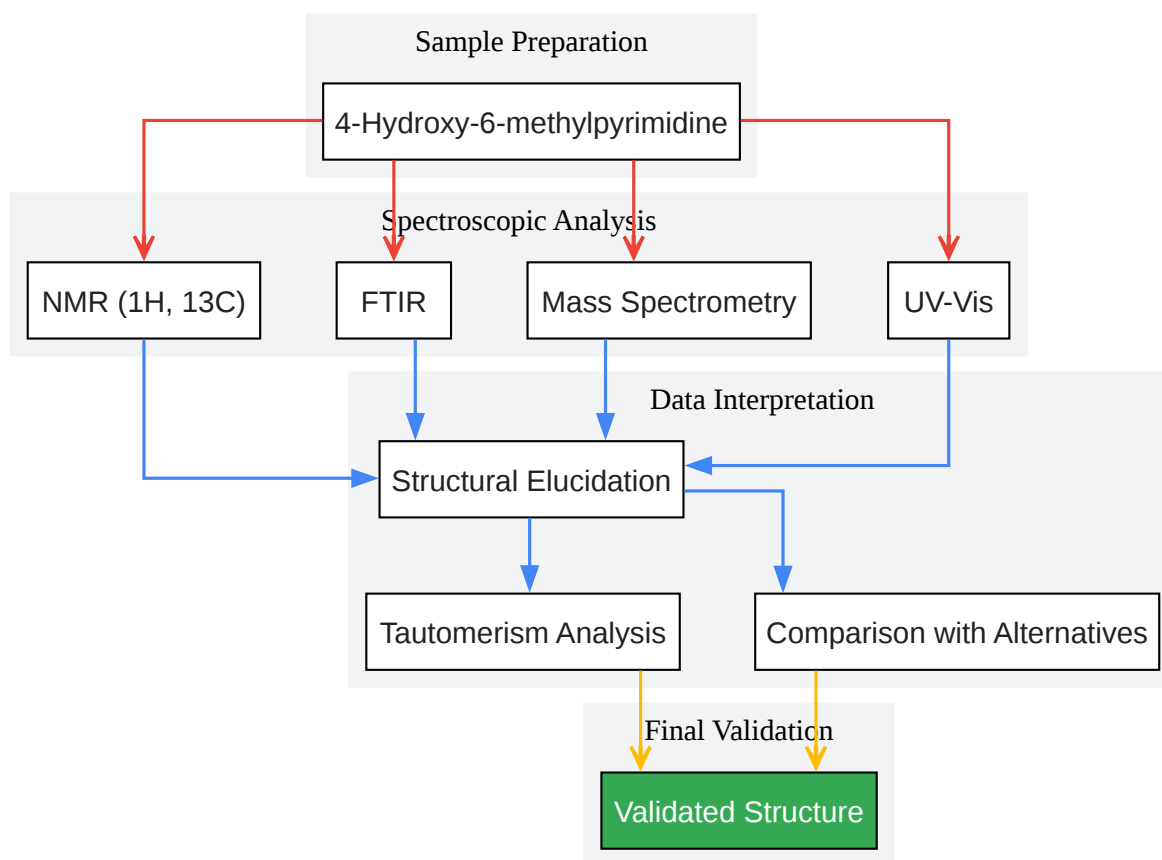 Sample Preparation
4-Hydroxy-6-methylpyrimidine
Spectroscopic Analysis
NMR (1H, 13C)
FTIR
Mass Spectrometry
UV-Vis
Data Interpretation
Structural Elucidation
Tautomerism Analysis
Comparison with Alternatives
Final Validation
Validated Structure